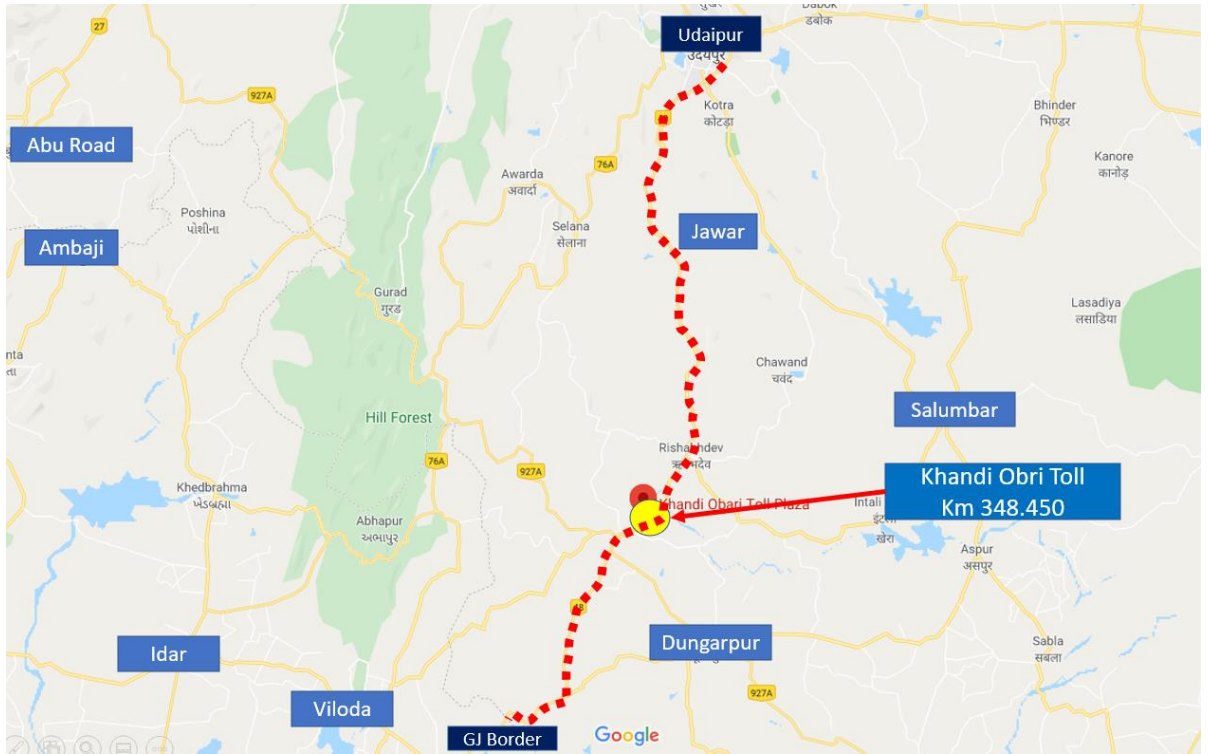 Udaipur
उदयपुर
डबोक
27
927A
Kotra
कोटड़ा
Bhinder
भिण्डर
Abu Road
Awarda
अवार्दा
76A
Kanore
कानोड़
Poshina
પોશીના
Selana
सेलाना
Jawar
Ambaji
Gurad
गुरड
Lasadiya
लसाडिया
Chawand
चवंद
Hill Forest
Salumbar
Rishabhdev
76A
927A
Khandi Obri Toll
Km 348.450
Khedbrahma
ખેડબ્રહ્મા
Khandi Obari Toll Plaza
Intali
खेरा
Abhapur
અભાપુર
Aspur
असपुर
48
Idar
Dungarpur
Sabla
सबला
927A
Viloda
GJ Border
Google